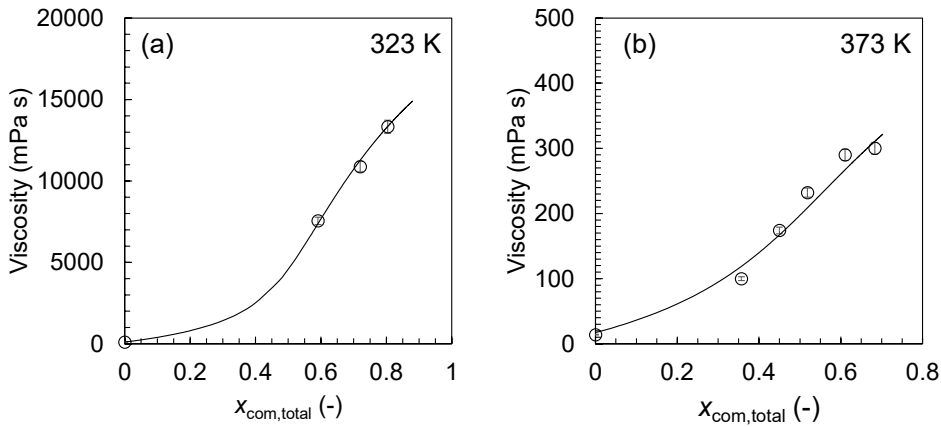 (a) 323 K
Viscosity (mPa s)
20000
15000
10000
5000
0
0 0.2 0.4 0.6 0.8 1
xcom,total (-)
(b) 373 K
Viscosity (mPa s)
500
400
300
200
100
0
0 0.2 0.4 0.6 0.8
xcom,total (-)